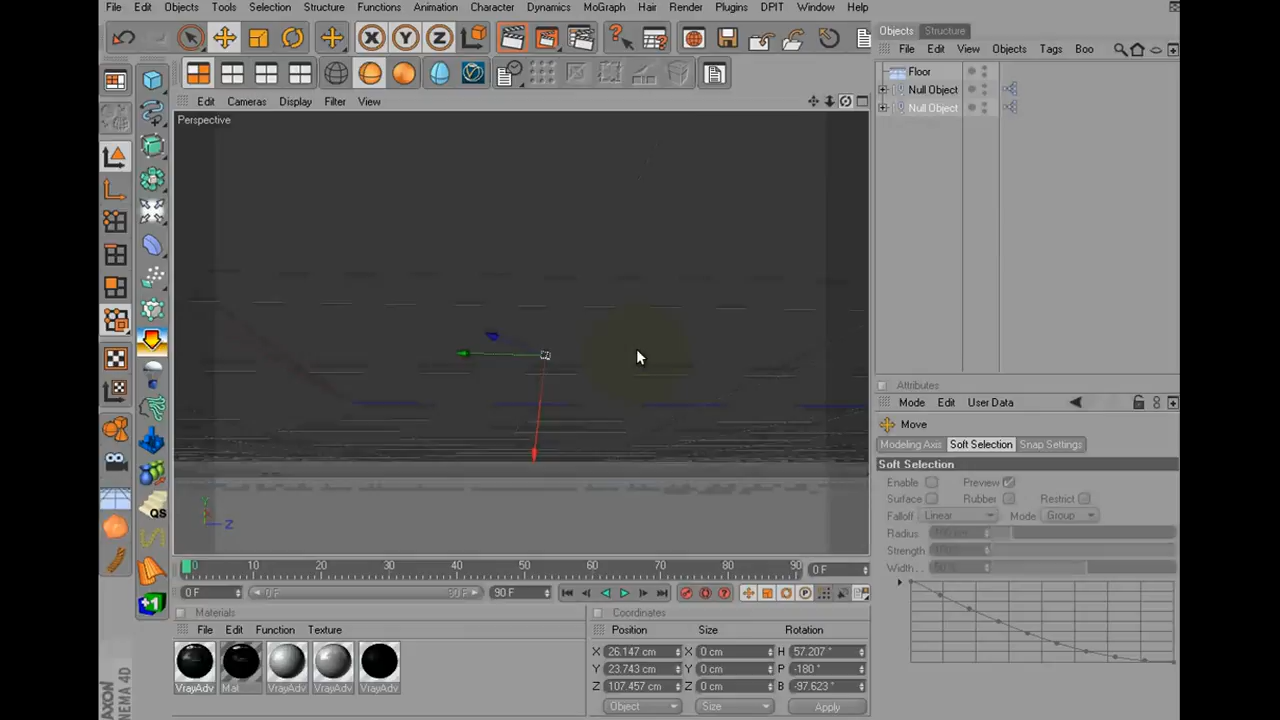 File Edit Objects Tools Selection Structure Functions Animation Character Dynamics MoGraph Hair Render Plugins DPIT Window Help
Objects Structure
File Edit View Objects Tags Boo
Edit Cameras Display Filter View
Perspective
Floor
Null Object
Null Object
Attributes
Mode Edit User Data
Move
Modeling Axis Soft Selection Snap Settings
Soft Selection
Enable Preview
Surface Rubber Restrict
Falloff Linear Mode Group
Radius
Strength
Width
QS
Y
Z
0 10 20 30 40 50 60 70 80 90 0 F
0 F 0 F 90 F 90 F
Materials
File Edit Function Texture
VrayAdv Mat VrayAdv VrayAdv VrayAdv
Coordinates
Position Size Rotation
X 26.147 cm X 0 cm H 57.207 °
Y 23.743 cm Y 0 cm P -180 °
Z 107.457 cm Z 0 cm B -97.623 °
Object Size Apply
AXON
NEMA 4D